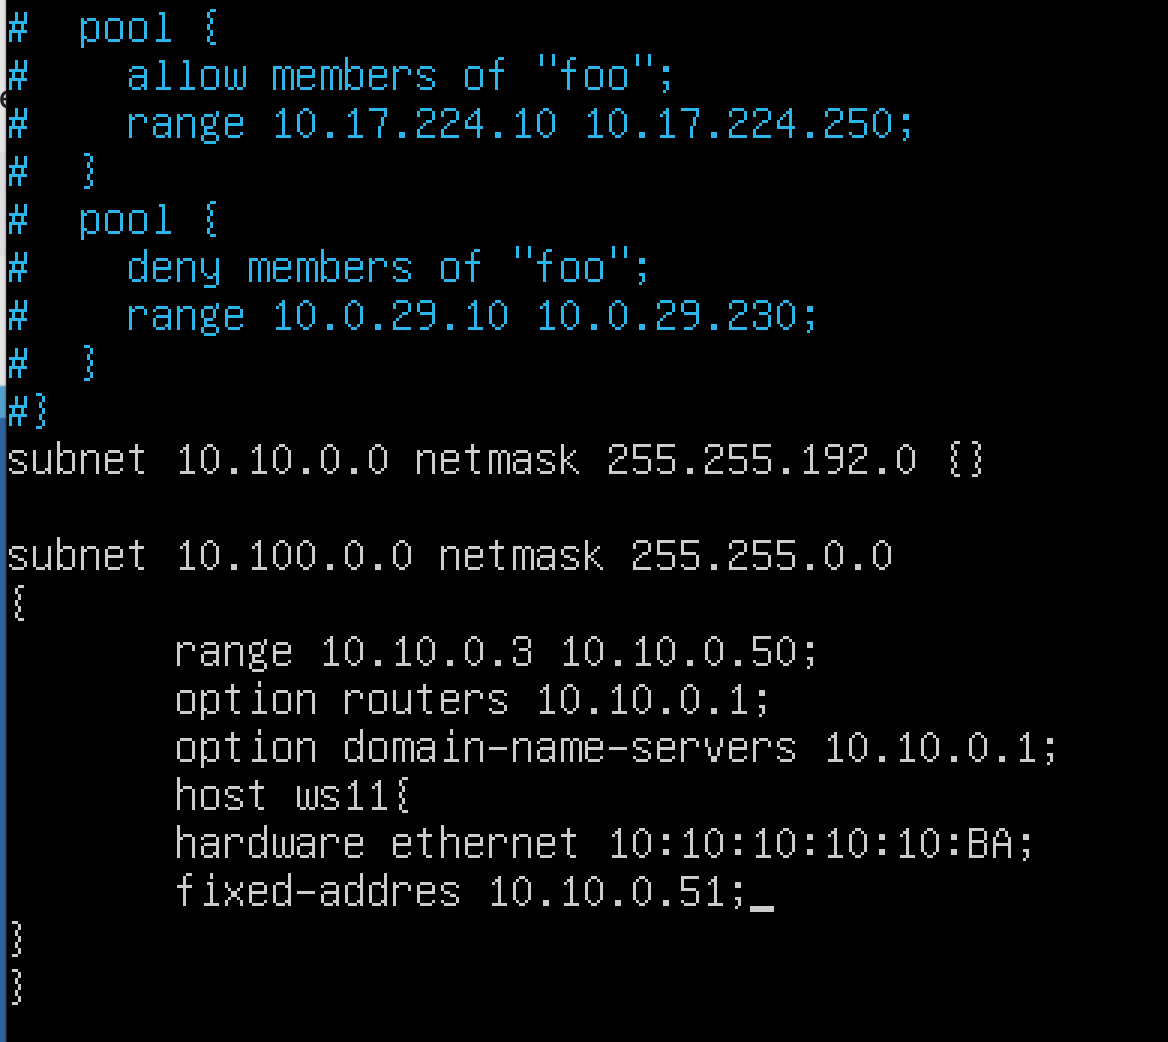 #  pool {
#    allow members of "foo";
#    range 10.17.224.10 10.17.224.250;
#  }
#  pool {
#    deny members of "foo";
#    range 10.0.29.10 10.0.29.230;
#  }
#}
subnet 10.10.0.0 netmask 255.255.192.0 {}

subnet 10.100.0.0 netmask 255.255.0.0
{
       range 10.10.0.3 10.10.0.50;
       option routers 10.10.0.1;
       option domain-name-servers 10.10.0.1;
       host ws11{
       hardware ethernet 10:10:10:10:10:BA;
       fixed-addres 10.10.0.51;_
}
}